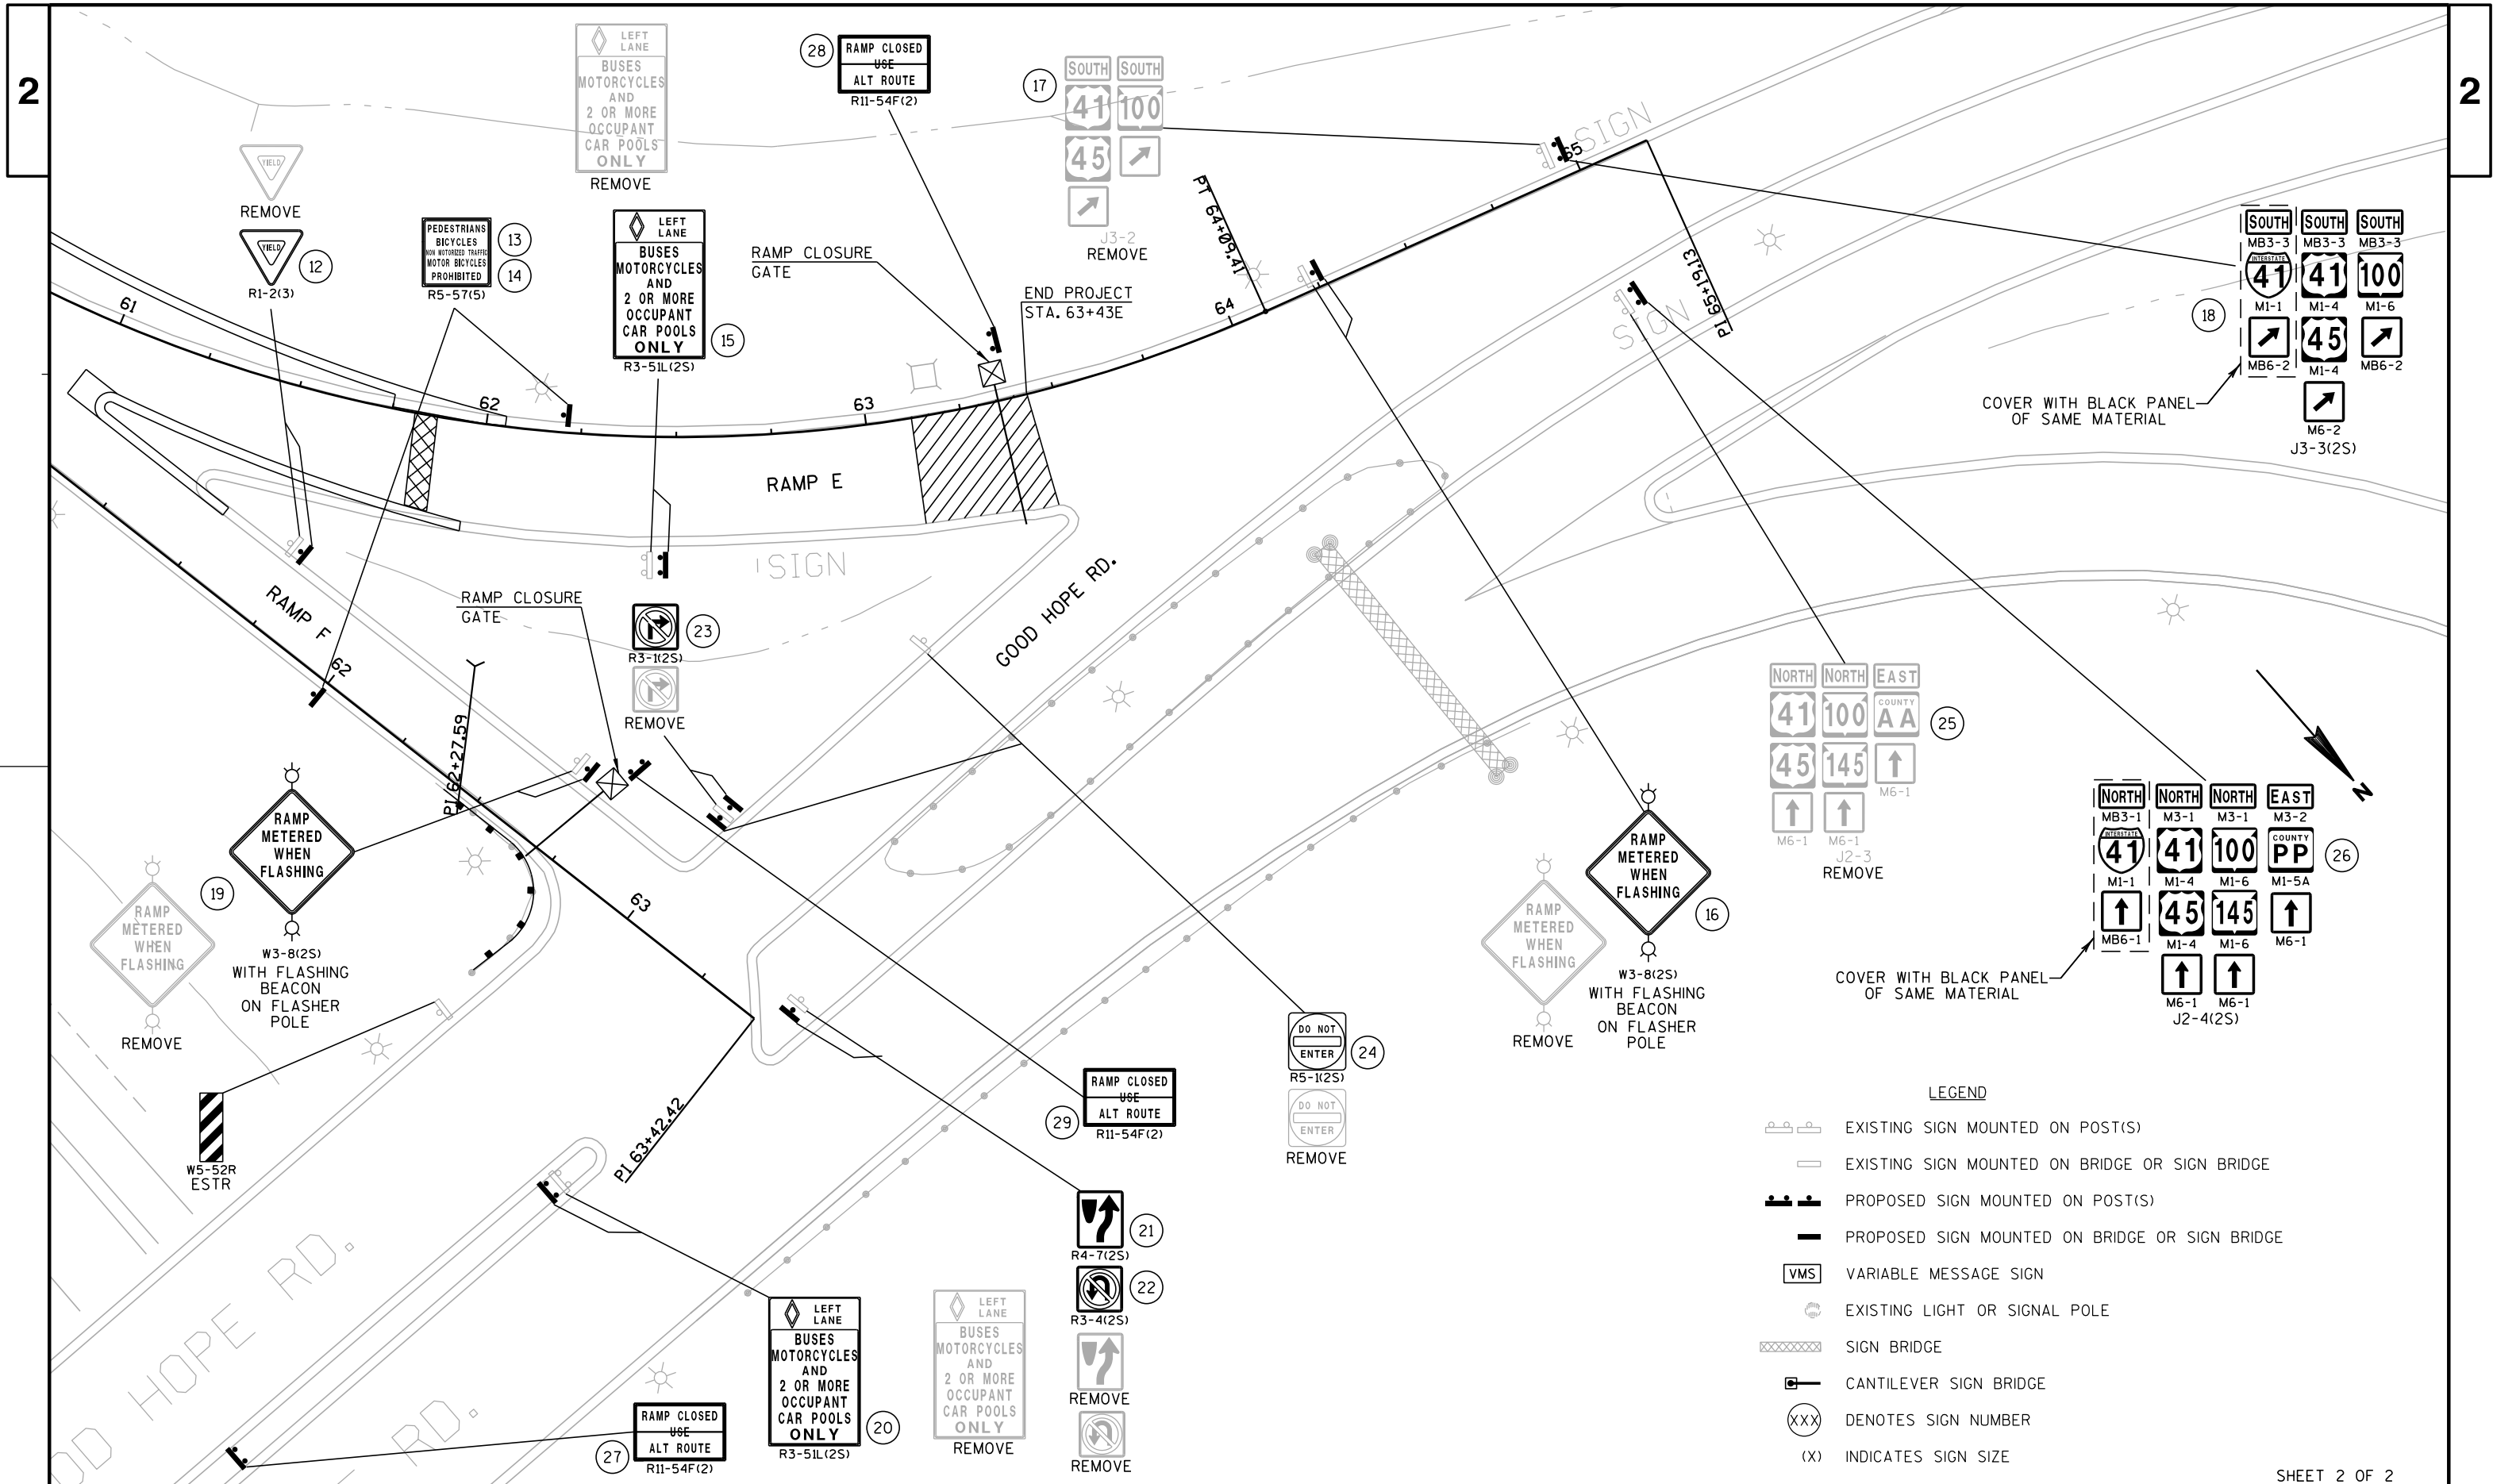 2
2
LEFT
LANE
BUSES
MOTORCYCLES
AND
2 OR MORE
OCCUPANT
CAR POOLS
ONLY
REMOVE
28
RAMP CLOSED
USE
ALT ROUTE
R11-54F(2)
17
SOUTH SOUTH
41 100
45
J3-2
REMOVE
SIGN
65
YIELD
REMOVE
YIELD
12
R1-2(3)
PEDESTRIANS
BICYCLES
NON MOTORIZED TRAFFIC
MOTOR BICYCLES
PROHIBITED
13
14
R5-57(5)
LEFT
LANE
BUSES
MOTORCYCLES
AND
2 OR MORE
OCCUPANT
CAR POOLS
ONLY
15
R3-51L(2S)
RAMP CLOSURE
GATE
END PROJECT
STA. 63+43E
PT 64+09.41
PI 65+19.13
SIGN
SOUTH SOUTH SOUTH
MB3-3 MB3-3 MB3-3
INTERSTATE
41 41 100
M1-1 M1-4 M1-6
18
45
MB6-2 M1-4 MB6-2
M6-2
J3-3(2S)
COVER WITH BLACK PANEL
OF SAME MATERIAL
61
62
63
64
RAMP E
SIGN
RAMP F
62
63
RAMP CLOSURE
GATE
23
R3-1(2S)
REMOVE
GOOD HOPE RD.
PI 62+27.59
PI 63+42.42
NORTH NORTH EAST
41 100 COUNTY AA
25
45 145
M6-1
M6-1 M6-1
J2-3
REMOVE
N
NORTH NORTH NORTH EAST
MB3-1 M3-1 M3-1 M3-2
INTERSTATE
41 41 100 COUNTY PP
26
M1-1 M1-4 M1-6 M1-5A
45 145
MB6-1 M1-4 M1-6 M6-1
M6-1 M6-1
J2-4(2S)
COVER WITH BLACK PANEL
OF SAME MATERIAL
RAMP
METERED
WHEN
FLASHING
19
W3-8(2S)
WITH FLASHING
BEACON
ON FLASHER
POLE
RAMP
METERED
WHEN
FLASHING
REMOVE
RAMP
METERED
WHEN
FLASHING
16
W3-8(2S)
WITH FLASHING
BEACON
ON FLASHER
POLE
RAMP
METERED
WHEN
FLASHING
REMOVE
W5-52R
ESTR
DO NOT
ENTER
24
R5-1(2S)
DO NOT
ENTER
REMOVE
RAMP CLOSED
USE
ALT ROUTE
29
R11-54F(2)
21
R4-7(2S)
22
R3-4(2S)
REMOVE
REMOVE
OD HOPE RD.
RD.
RAMP CLOSED
USE
ALT ROUTE
27
R11-54F(2)
LEFT
LANE
BUSES
MOTORCYCLES
AND
2 OR MORE
OCCUPANT
CAR POOLS
ONLY
20
R3-51L(2S)
LEFT
LANE
BUSES
MOTORCYCLES
AND
2 OR MORE
OCCUPANT
CAR POOLS
ONLY
REMOVE
LEGEND
EXISTING SIGN MOUNTED ON POST(S)
EXISTING SIGN MOUNTED ON BRIDGE OR SIGN BRIDGE
PROPOSED SIGN MOUNTED ON POST(S)
PROPOSED SIGN MOUNTED ON BRIDGE OR SIGN BRIDGE
VMS VARIABLE MESSAGE SIGN
EXISTING LIGHT OR SIGNAL POLE
SIGN BRIDGE
CANTILEVER SIGN BRIDGE
XXX DENOTES SIGN NUMBER
(X) INDICATES SIGN SIZE
SHEET 2 OF 2